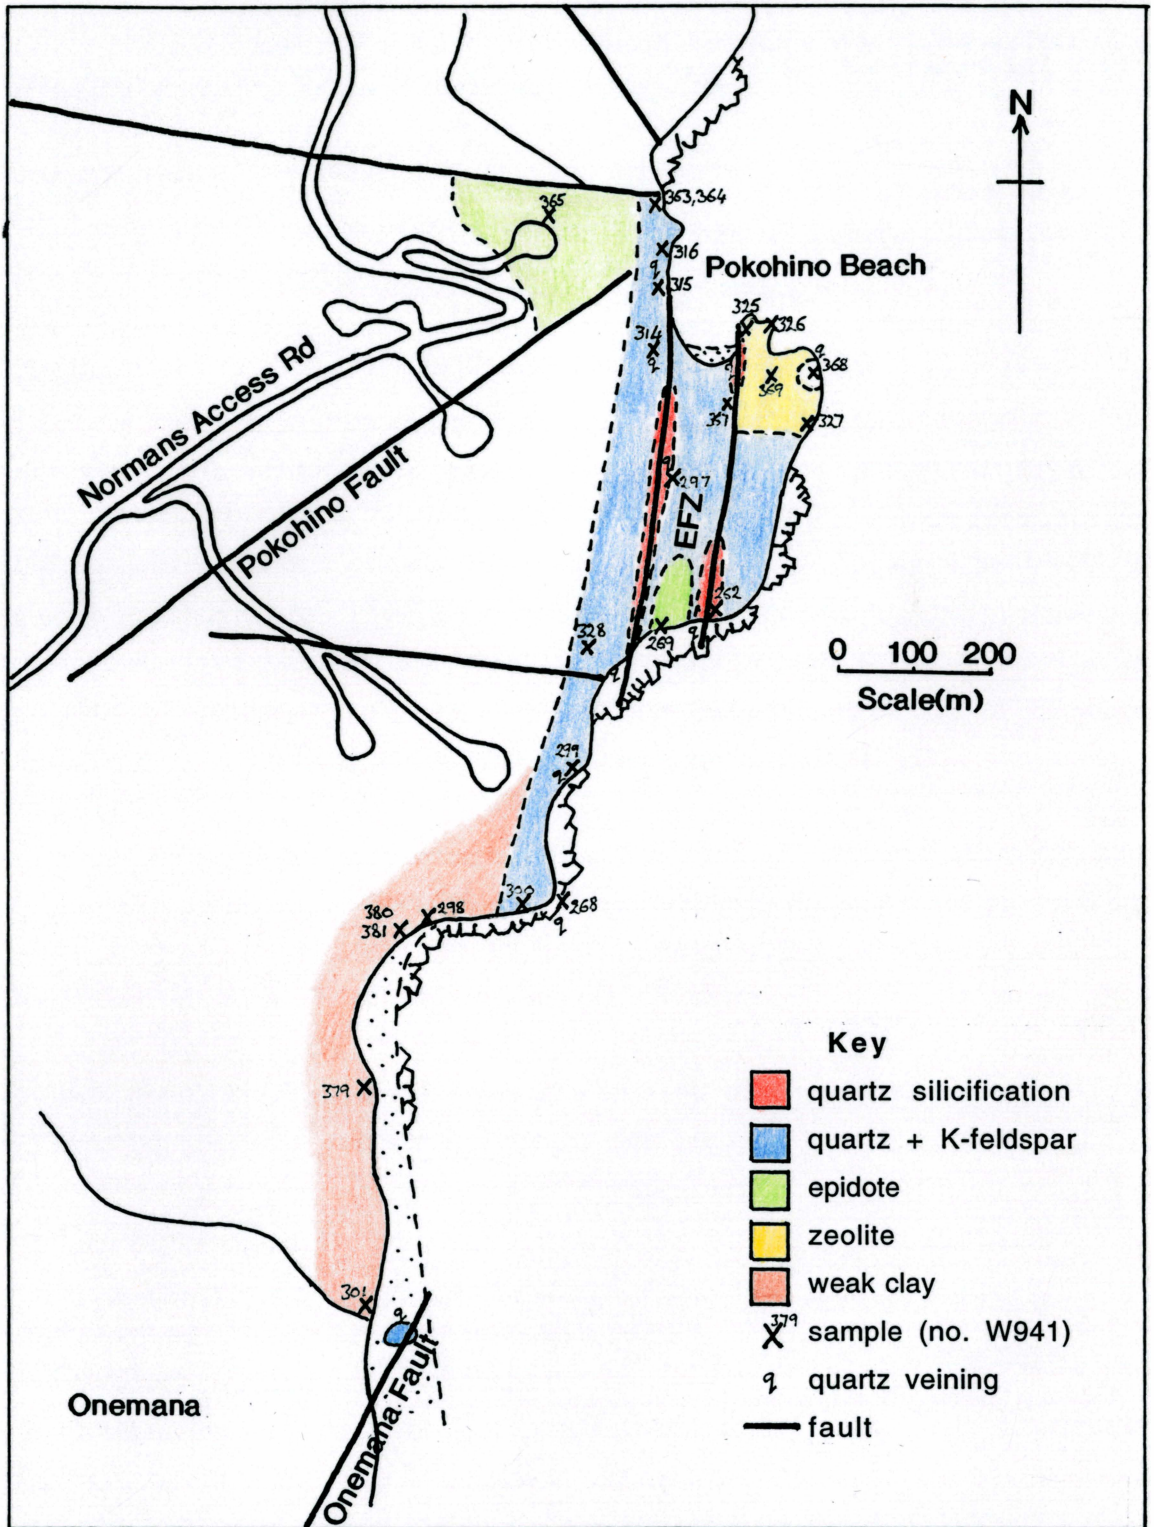 N
365
363,364
316
q
Pokohino Beach
315
325
326
314
q
q
q
368
369
357
327
Normans Access Rd
Pokohino Fault
q
297
EFZ
262
269
q
328
q
0 100 200
Scale(m)
299
q
300
268
q
380
298
381
379
Key
quartz silicification
quartz + K-feldspar
epidote
zeolite
weak clay
379
sample (no. W941)
q quartz veining
fault
301
q
Onemana
Onemana Fault